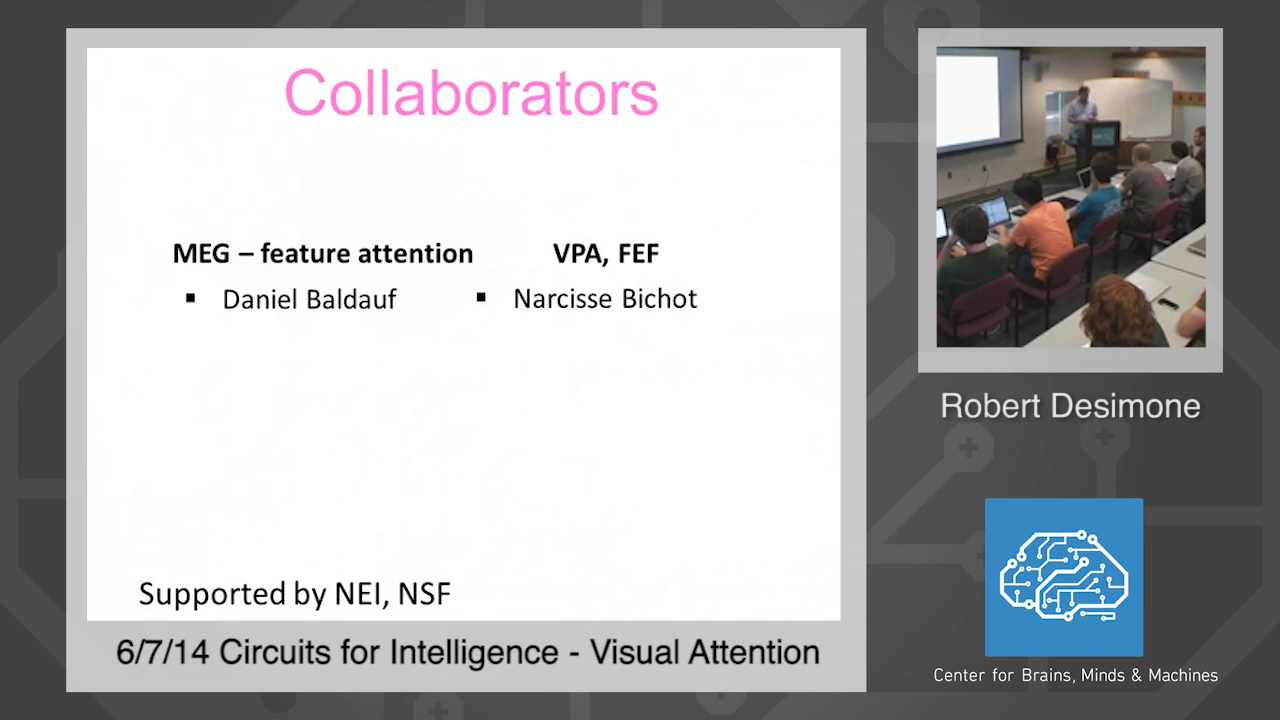 Collaborators
MEG – feature attention
▪ Daniel Baldauf
VPA, FEF
▪ Narcisse Bichot
Supported by NEI, NSF
6/7/14 Circuits for Intelligence - Visual Attention
Robert Desimone
Center for Brains, Minds & Machines